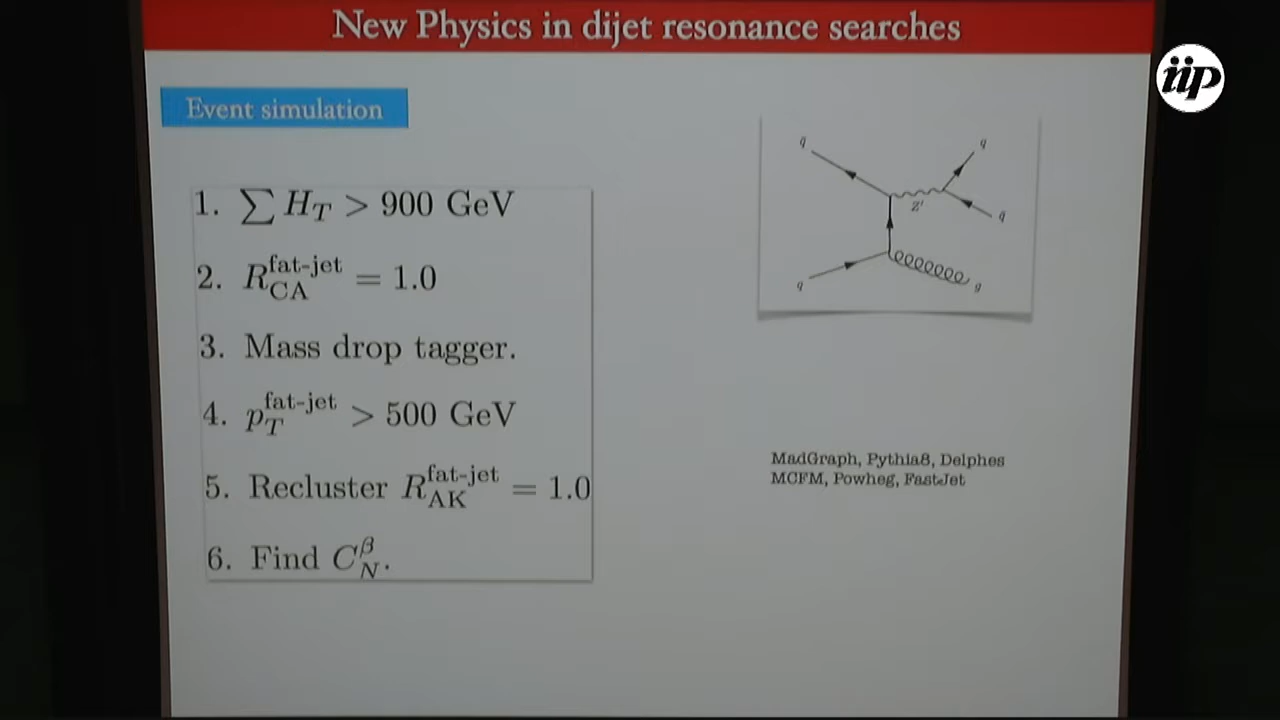 New Physics in dijet resonance searches
iip
Event simulation
1. ∑ H_T > 900 GeV
2. R_CA^fat-jet = 1.0
3. Mass drop tagger.
4. p_T^fat-jet > 500 GeV
5. Recluster R_AK^fat-jet = 1.0
6. Find C_N^β.
q̄ q
Z' q̄
q g
MadGraph, Pythia8, Delphes
MCFM, Powheg, FastJet